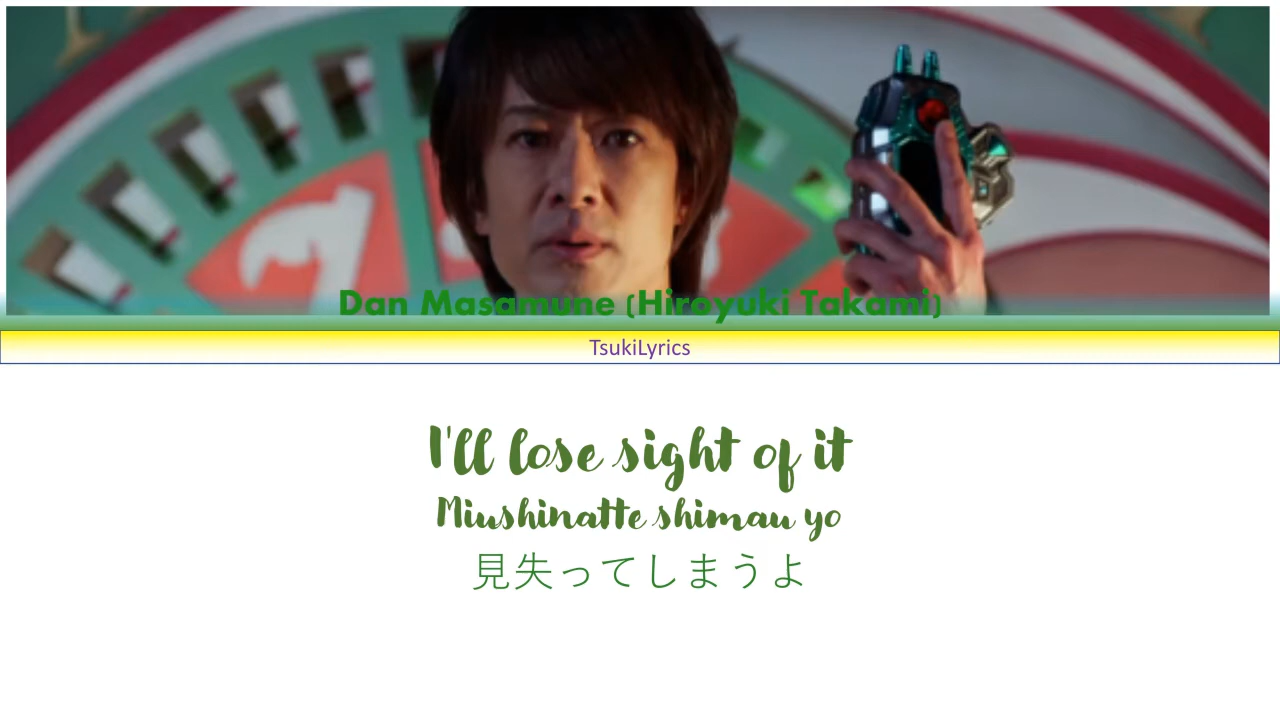 Dan Masamune (Hiroyuki Takami)
TsukiLyrics
I'll lose sight of it
Miushinatte shimau yo
見失ってしまうよ